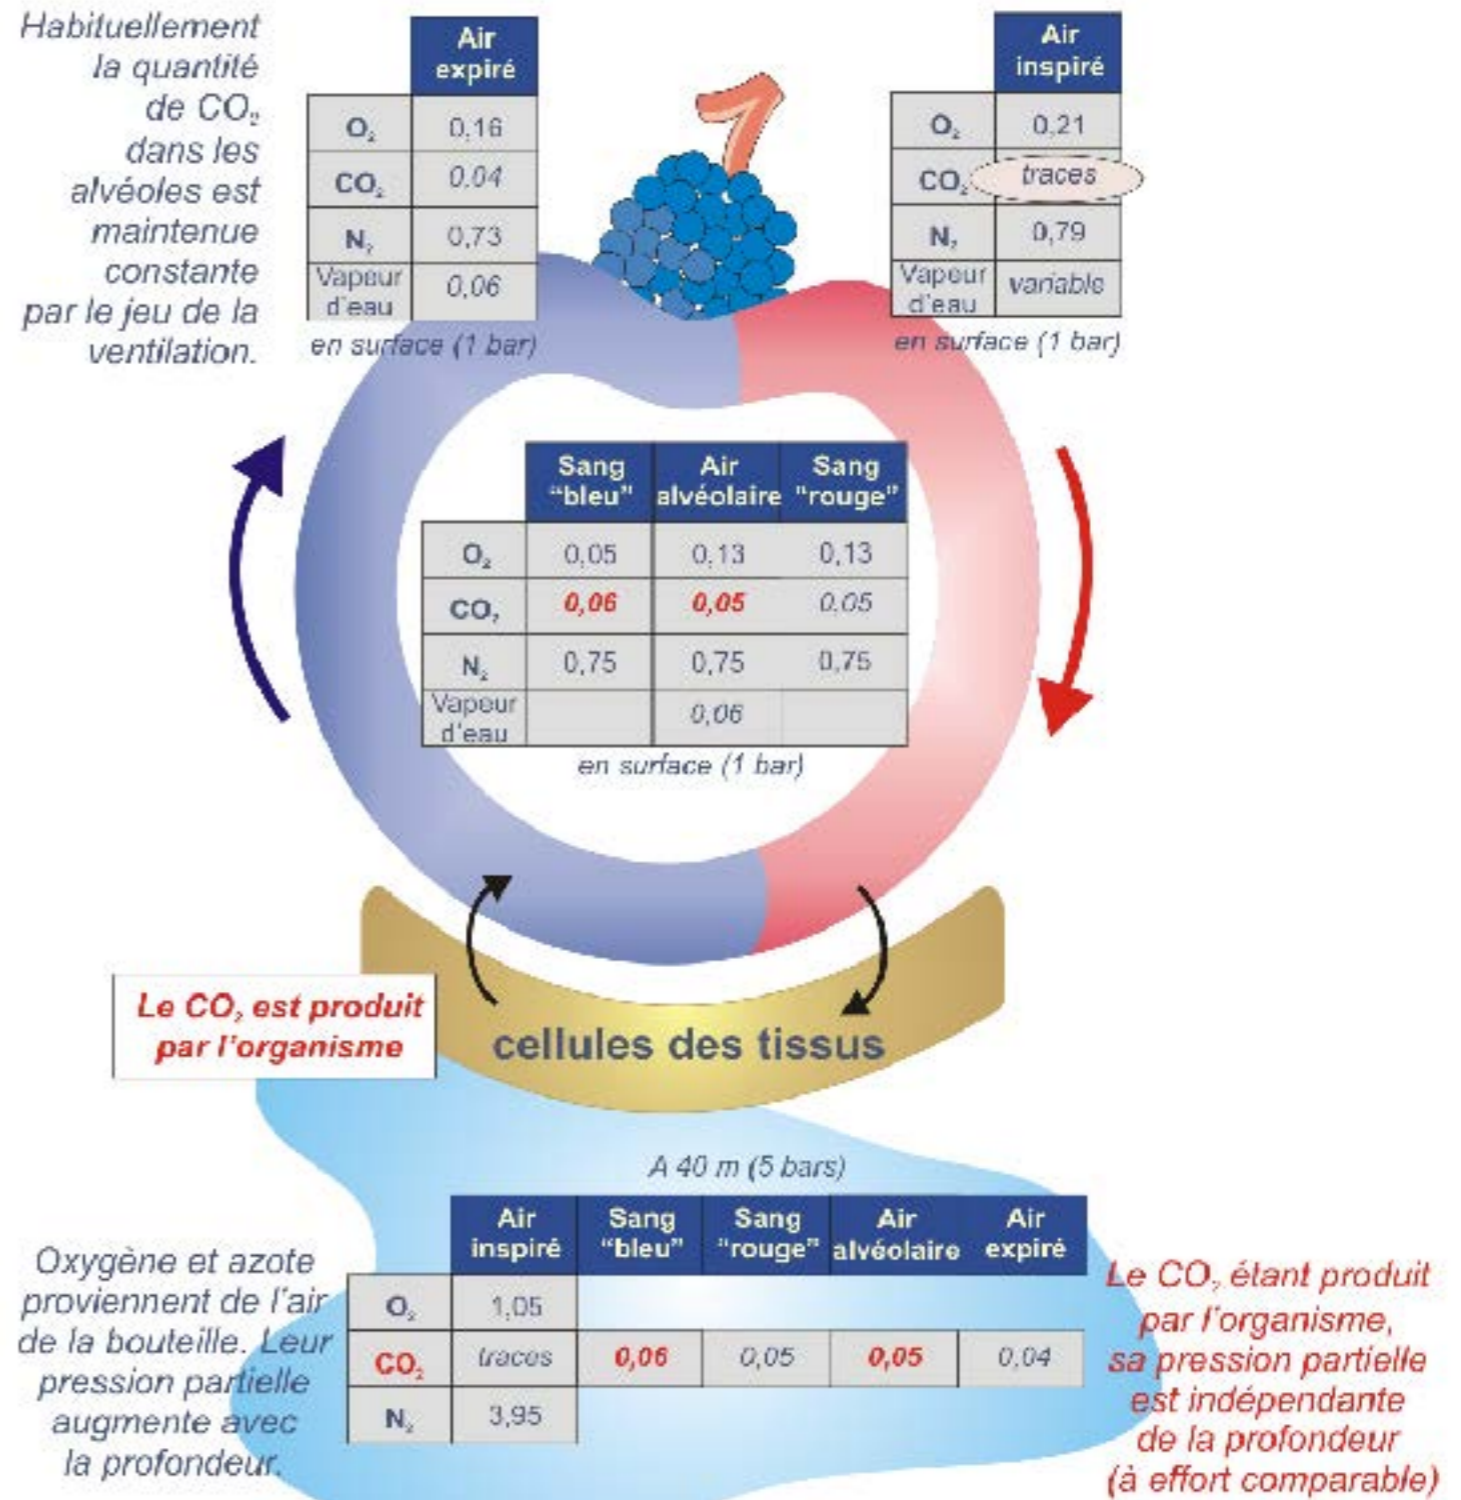 Habituellement
la quantité
de CO₂
dans les
alvéoles est
maintenue
constante
par le jeu de la
ventilation.
Air
expiré
O₂ 0,16
CO₂ 0.04
N₂ 0,73
Vapeur
d'eau 0,06
en surface (1 bar)
Air
inspiré
O₂ 0,21
CO₂ traces
N₂ 0,79
Vapeur
d'eau variable
en surface (1 bar)
Sang Air Sang
"bleu" alvéolaire "rouge"
O₂ 0,05 0,13 0,13
CO₂ 0,06 0,05 0.05
N₂ 0,75 0,75 0,75
Vapeur
d'eau 0,06
en surface (1 bar)
Le CO₂ est produit
par l'organisme
cellules des tissus
A 40 m (5 bars)
Air Sang Sang Air Air
inspiré "bleu" "rouge" alvéolaire expiré
O₂ 1,05
CO₂ traces 0,06 0,05 0,05 0,04
N₂ 3,95
Oxygène et azote
proviennent de l'air
de la bouteille. Leur
pression partielle
augmente avec
la profondeur.
Le CO₂ étant produit
par l'organisme,
sa pression partielle
est indépendante
de la profondeur
(à effort comparable)